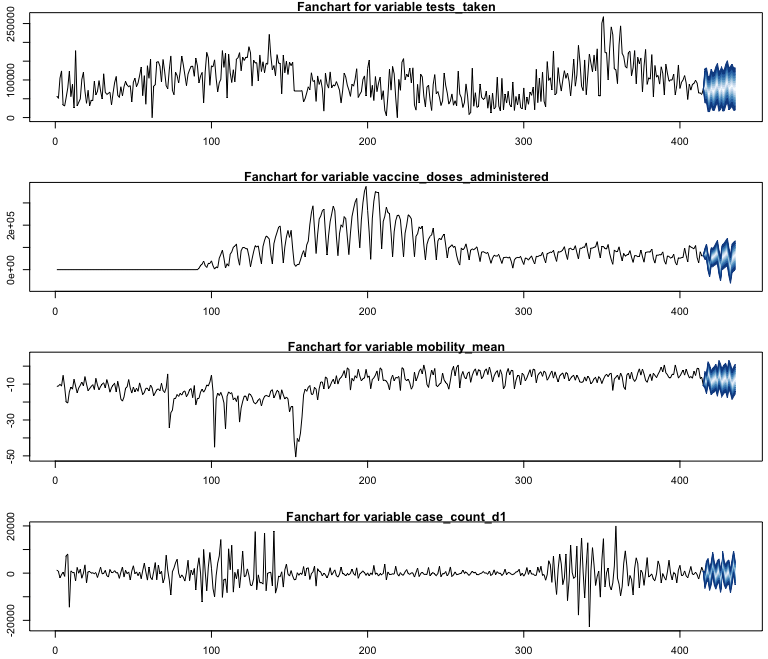 Fanchart for variable tests_taken
0 100000 250000
0 100 200 300 400
Fanchart for variable vaccine_doses_administered
0e+00 2e+05
0 100 200 300 400
Fanchart for variable mobility_mean
-50 -30 -10
0 100 200 300 400
Fanchart for variable case_count_d1
-20000 0 20000
0 100 200 300 400